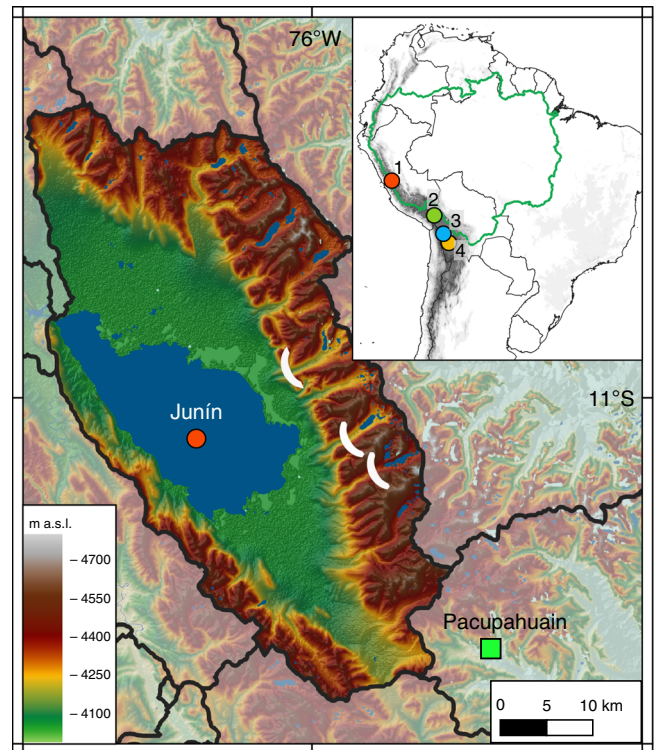 76°W
1
2
3
4
11°S
Junín
m a.s.l.
– 4700
– 4550
– 4400
– 4250
– 4100
Pacupahuain
0 5 10 km